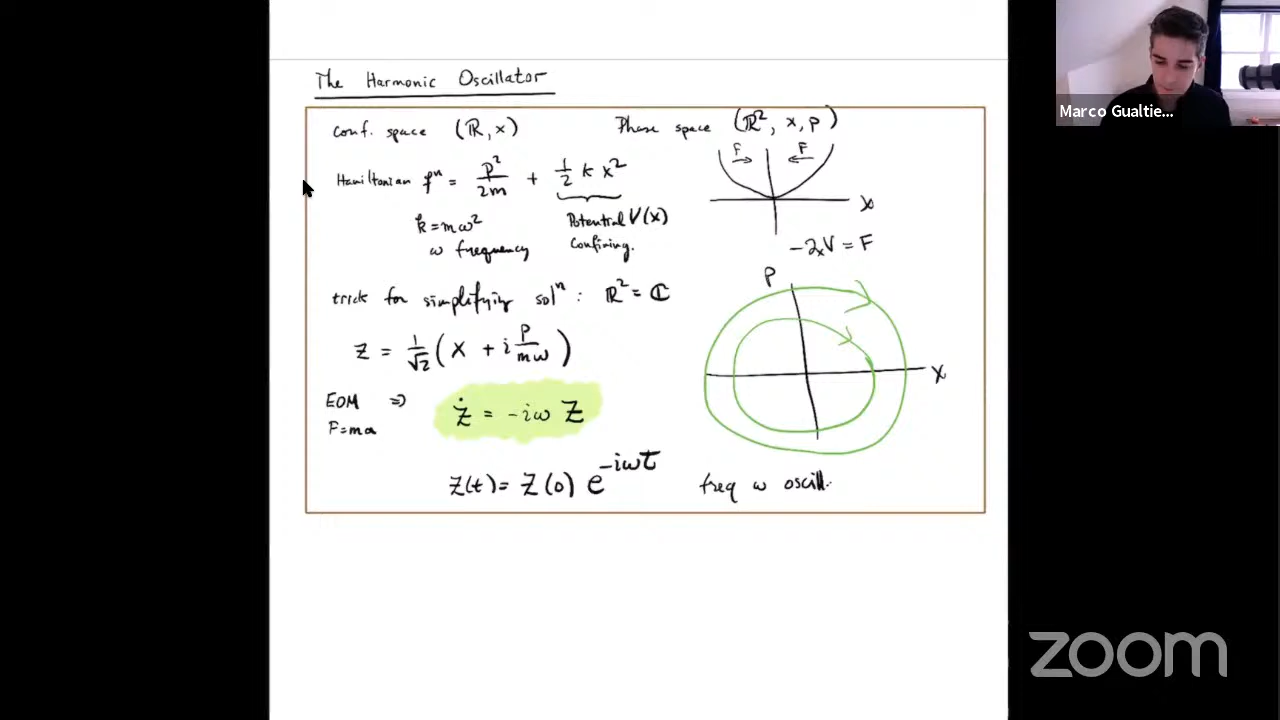 The Harmonic Oscillator
Conf. space (ℝ, x)
Phase space (ℝ², x, p)
Hamiltonian fⁿ = p²/2m + 1/2 k x²
F F
k = mω²
ω frequency
Potential V(x)
Confining.
x
-∂ₓV = F
trick for simplifying solⁿ : ℝ² = ℂ
P
z = 1/√2 (x + i p/mω)
X
EOM ⇒ ż = -iω z
F=ma
z(t) = z(0) e^-iωt
freq ω oscill.
Marco Gualtie...
zoom